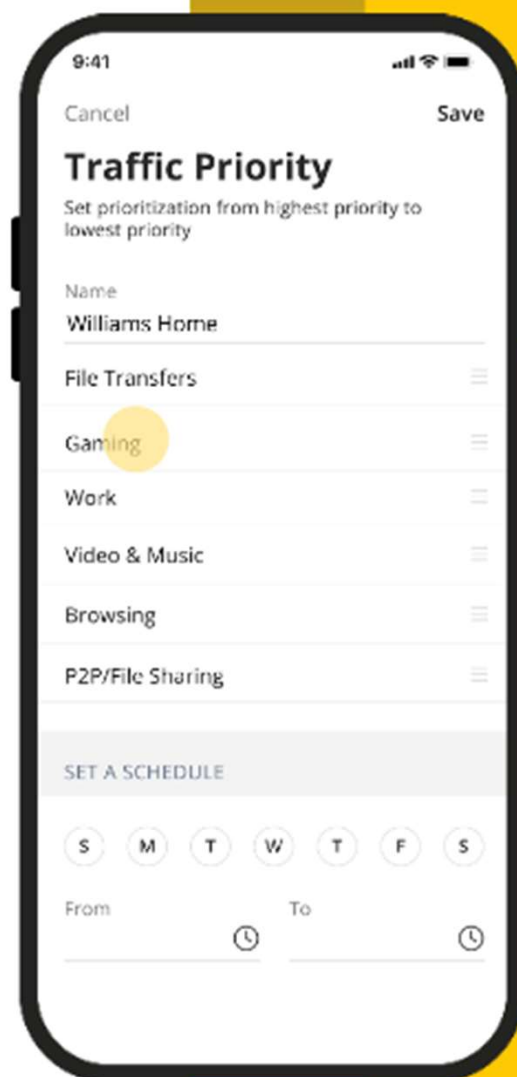 9:41
Cancel Save
Traffic Priority
Set prioritization from highest priority to
lowest priority
Name
Williams Home
File Transfers
Gaming
Work
Video & Music
Browsing
P2P/File Sharing
SET A SCHEDULE
S M T W T F S
From To